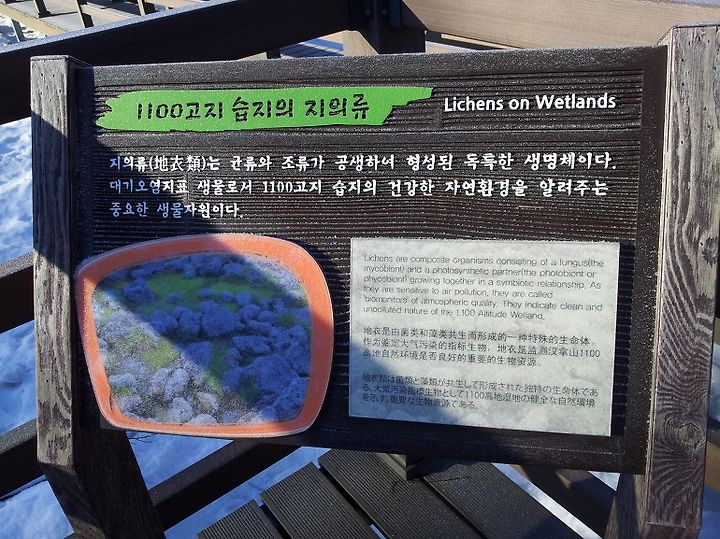 1100고지 습지의 지의류
Lichens on Wetlands
지의류(地衣類)는 균류와 조류가 공생하여 형성된 독특한 생명체이다.
대기오염지표 생물로서 1100고지 습지의 건강한 자연환경을 알려주는
중요한 생물자원이다.
Lichens are composite organisms consisting of a fungus(the
mycobiont) and a photosynthetic partner(the photobiont or
phycobiont) growing together in a symbiotic relationship. As
they are sensitive to air pollution, they are called
'biomonitors of atmospheric quality. They indicate clean and
unpolluted nature of the 1,100 Altitude Wetland.
地衣是由菌类和藻类共生而形成的一种特殊的生命体。
作为鉴定大气污染的指标生物，地衣是监测汉拿山1100
高地自然环境是否良好的重要的生物资源。
地衣類は菌類と藻類が共生して形成された独特の生命体であ
る。大気汚染指標生物として1100高地湿地の健全な自然環境
を示す、重要な生物資源である。